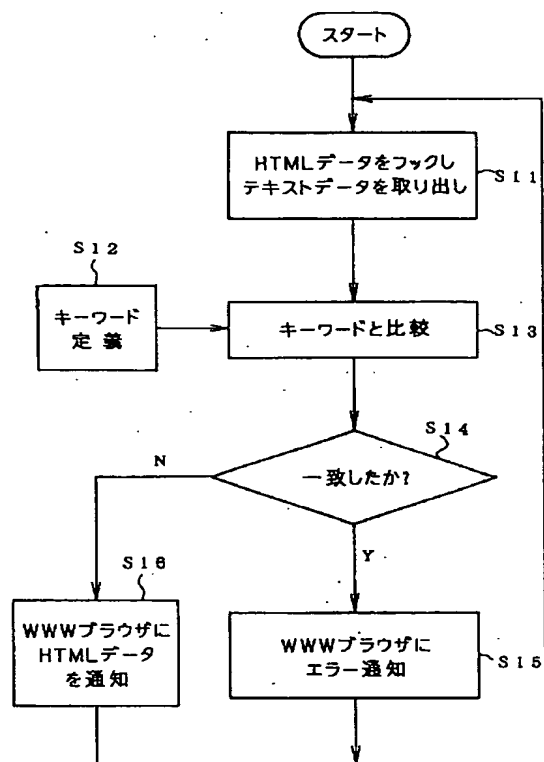 スタート
HTMLデータをフックし
テキストデータを取り出し
S11
S12
キーワード
定義
キーワードと比較
S13
S14
一致したか?
N
Y
S16
WWWブラウザに
HTMLデータ
を通知
WWWブラウザに
エラー通知
S15